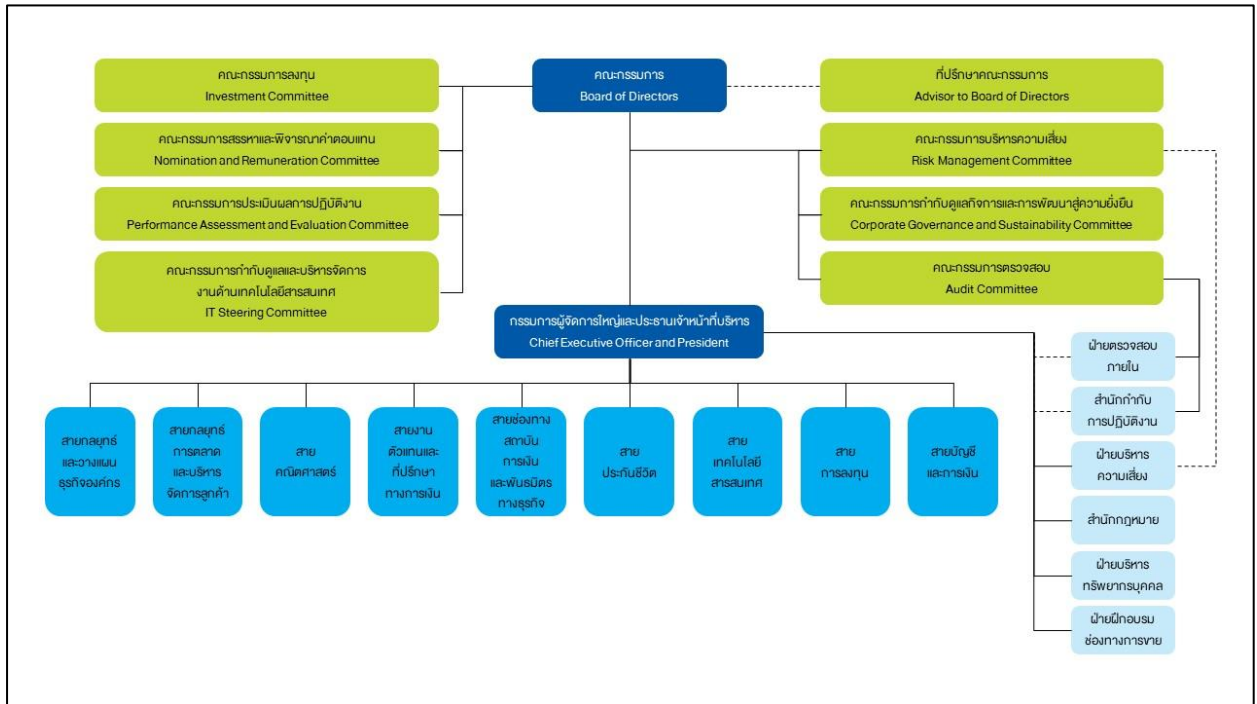 คณะกรรมการลงทุน
Investment Committee
คณะกรรมการสรรหาและพิจารณาค่าตอบแทน
Nomination and Remuneration Committee
คณะกรรมการประเมินผลการปฏิบัติงาน
Performance Assessment and Evaluation Committee
คณะกรรมการกำกับดูแลและบริหารจัดการ
งานด้านเทคโนโลยีสารสนเทศ
IT Steering Committee
คณะกรรมการ
Board of Directors
ที่ปรึกษาคณะกรรมการ
Advisor to Board of Directors
คณะกรรมการบริหารความเสี่ยง
Risk Management Committee
คณะกรรมการกำกับดูแลกิจการและการพัฒนาสู่ความยั่งยืน
Corporate Governance and Sustainability Committee
คณะกรรมการตรวจสอบ
Audit Committee
กรรมการผู้จัดการใหญ่และประธานเจ้าหน้าที่บริหาร
Chief Executive Officer and President
สายกลยุทธ์
และวางแผน
ธุรกิจองค์กร
สายกลยุทธ์
การตลาด
และบริหาร
จัดการลูกค้า
สาย
คณิตศาสตร์
สายงาน
ตัวแทนและ
ที่ปรึกษา
ทางการเงิน
สายช่องทาง
สถาบัน
การเงิน
และพันธมิตร
ทางธุรกิจ
สาย
ประกันชีวิต
สาย
เทคโนโลยี
สารสนเทศ
สาย
การลงทุน
สายบัญชี
และการเงิน
ฝ่ายตรวจสอบ
ภายใน
สำนักกำกับ
การปฏิบัติงาน
ฝ่ายบริหาร
ความเสี่ยง
สำนักกฎหมาย
ฝ่ายบริหาร
ทรัพยากรบุคคล
ฝ่ายฝึกอบรม
ช่องทางการขาย